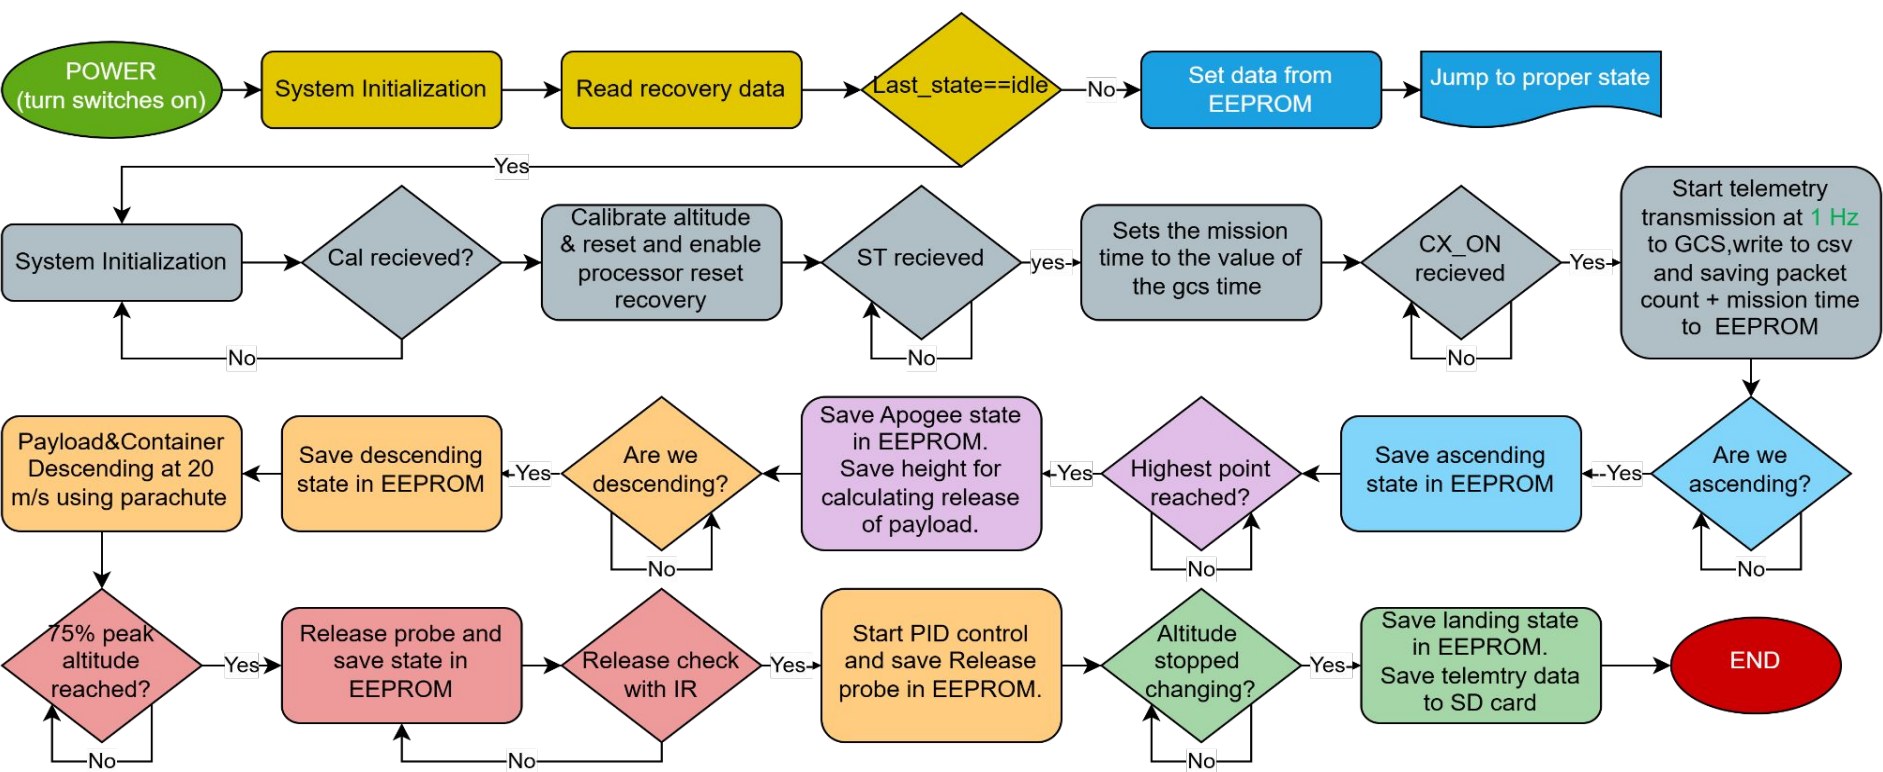 POWER
(turn switches on)
System Initialization
Read recovery data
Last_state==idle
No
Set data from
EEPROM
Jump to proper state
Yes
System Initialization
Cal recieved?
No
Calibrate altitude
& reset and enable
processor reset
recovery
ST recieved
No
yes
Sets the mission
time to the value of
the gcs time
CX_ON
recieved
No
Yes
Start telemetry
transmission at 1 Hz
to GCS,write to csv
and saving packet
count + mission time
to EEPROM
Are we
ascending?
No
Yes
Save ascending
state in EEPROM
Highest point
reached?
No
Yes
Save Apogee state
in EEPROM.
Save height for
calculating release
of payload.
Are we
descending?
No
Yes
Save descending
state in EEPROM
Payload&Container
Descending at 20
m/s using parachute
75% peak
altitude
reached?
No
Yes
Release probe and
save state in
EEPROM
Release check
with IR
No
Yes
Start PID control
and save Release
probe in EEPROM.
Altitude
stopped
changing?
No
Yes
Save landing state
in EEPROM.
Save telemtry data
to SD card
END